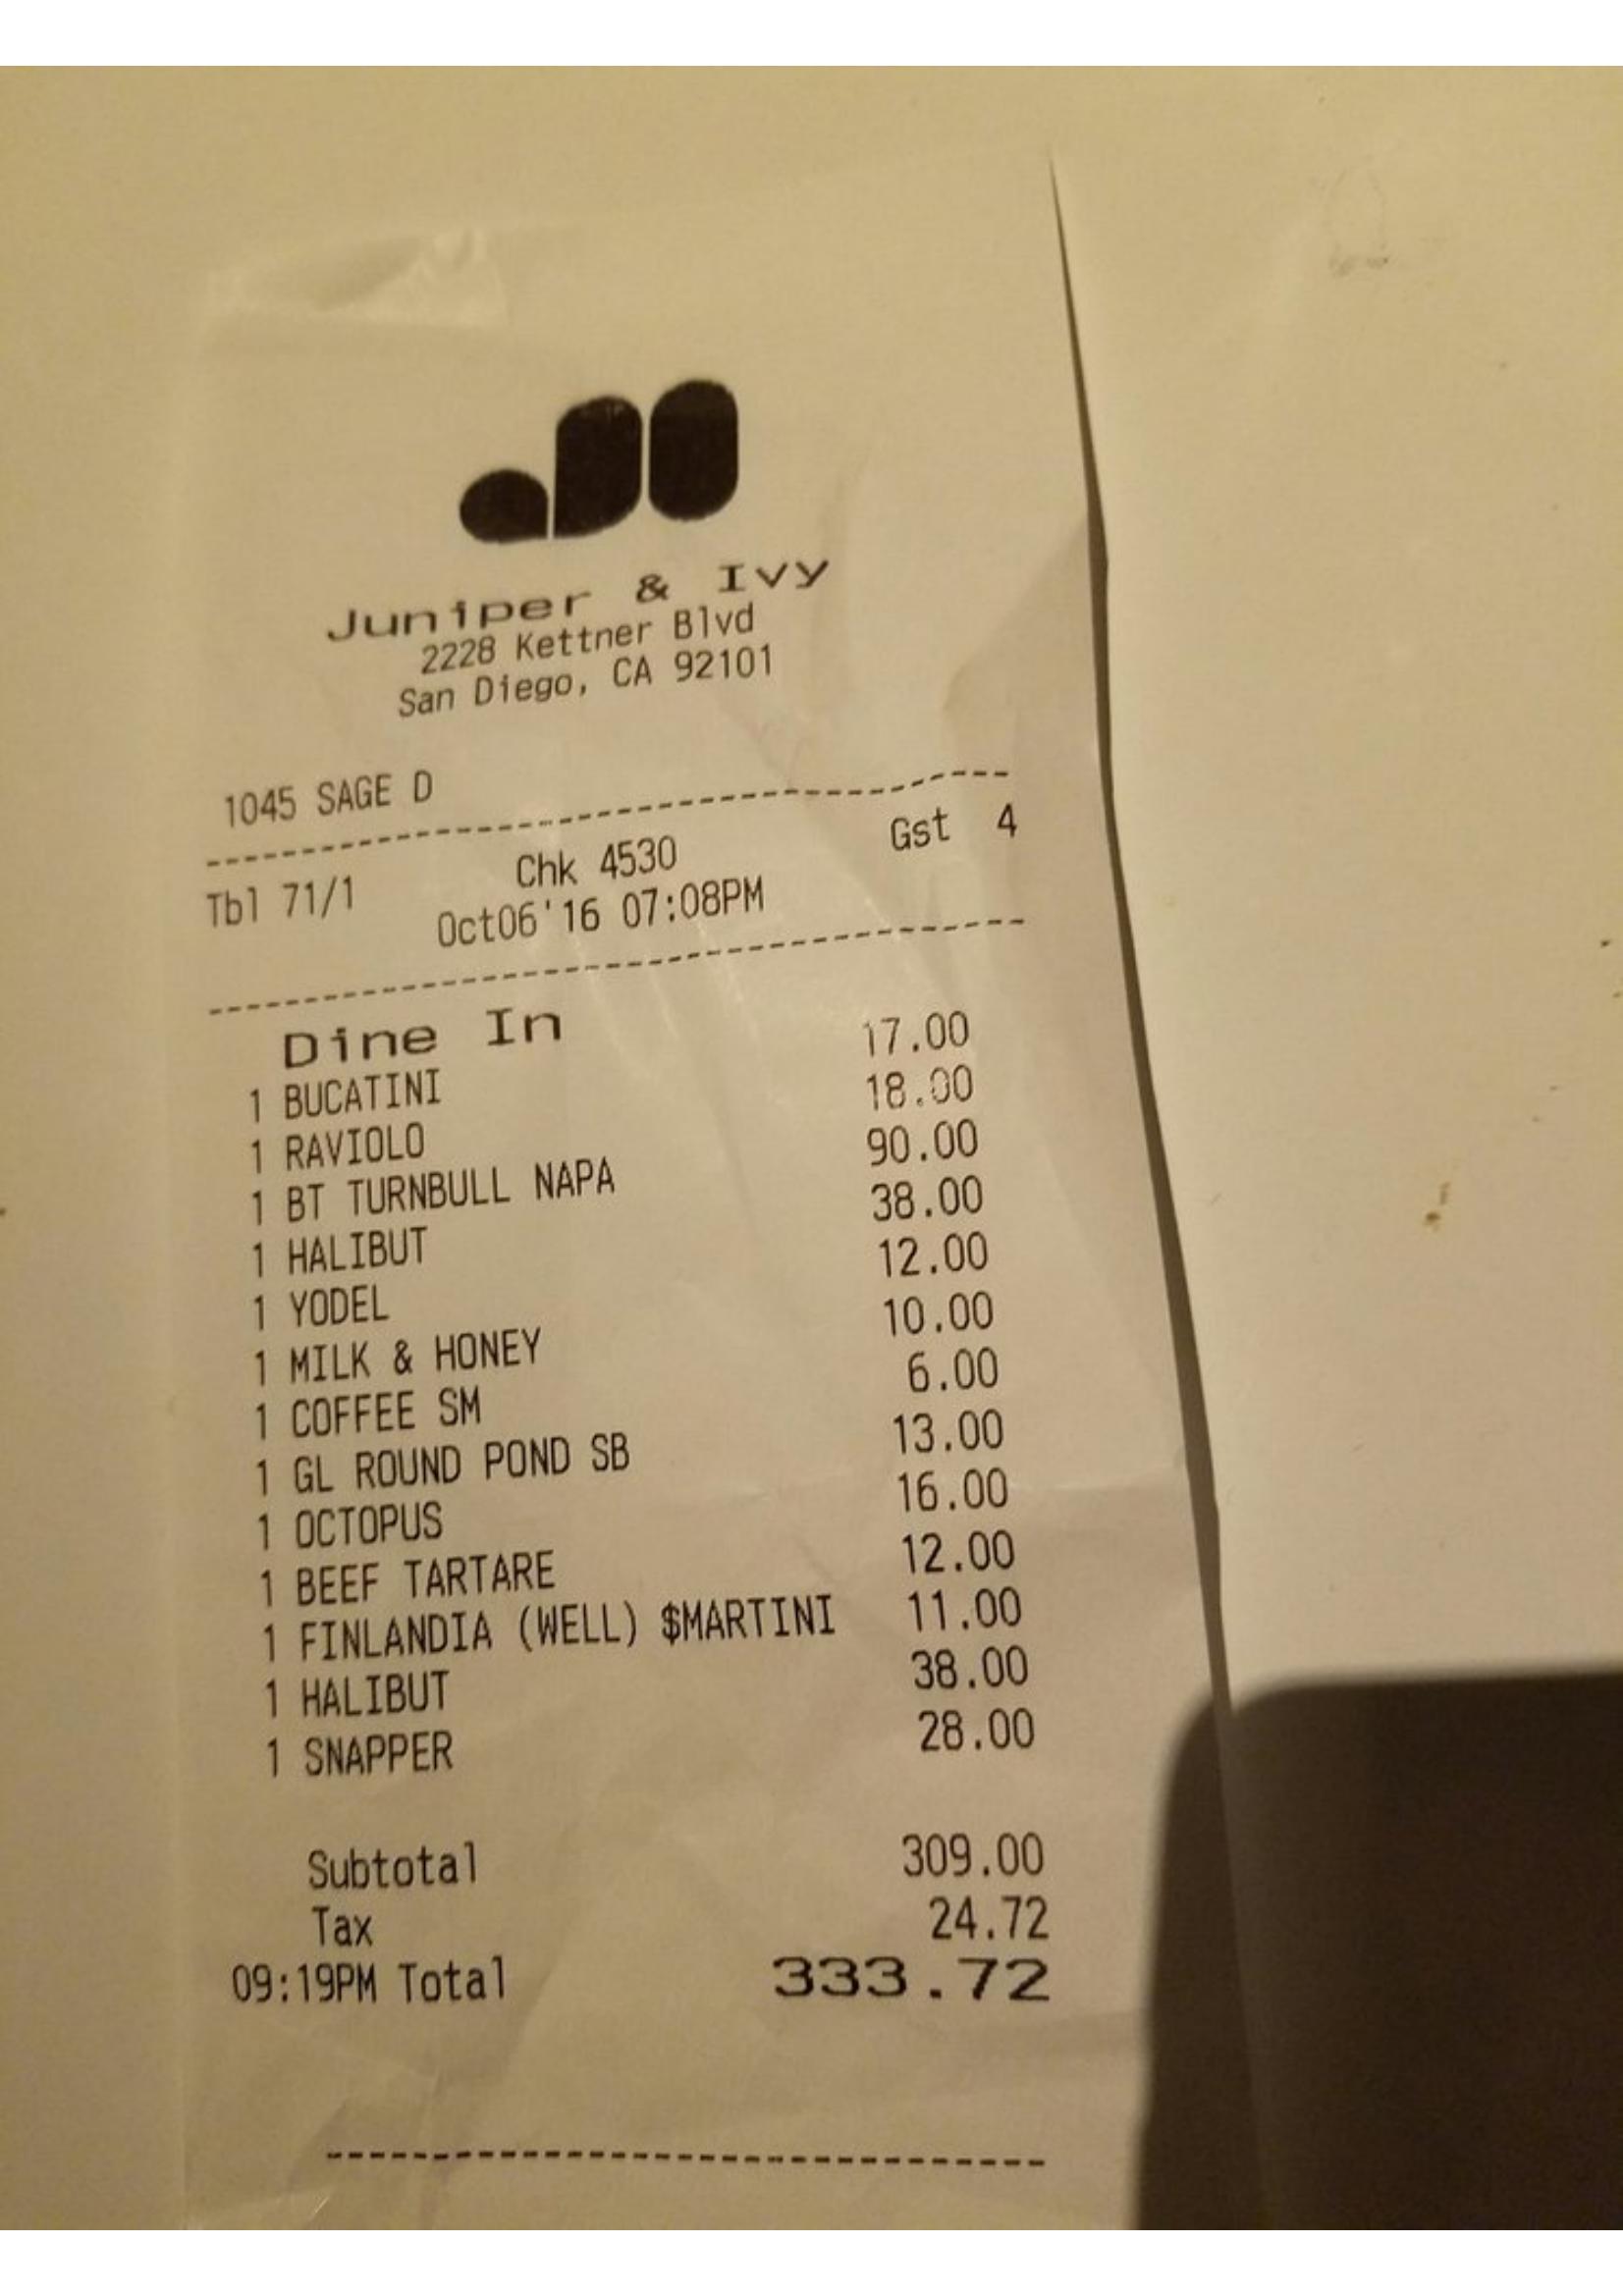 Juniper & Ivy
2228 Kettner Blvd
San Diego, CA 92101
1045 SAGE D
Tbl 71/1 Chk 4530 Gst 4
Oct06'16 07:08PM
Dine In
1 BUCATINI 17.00
1 RAVIOLO 18.00
1 BT TURNBULL NAPA 90.00
1 HALIBUT 38.00
1 YODEL 12.00
1 MILK & HONEY 10.00
1 COFFEE SM 6.00
1 GL ROUND POND SB 13.00
1 OCTOPUS 16.00
1 BEEF TARTARE 12.00
1 FINLANDIA (WELL) $MARTINI 11.00
1 HALIBUT 38.00
1 SNAPPER 28.00
Subtotal 309.00
Tax 24.72
09:19PM Total 333.72